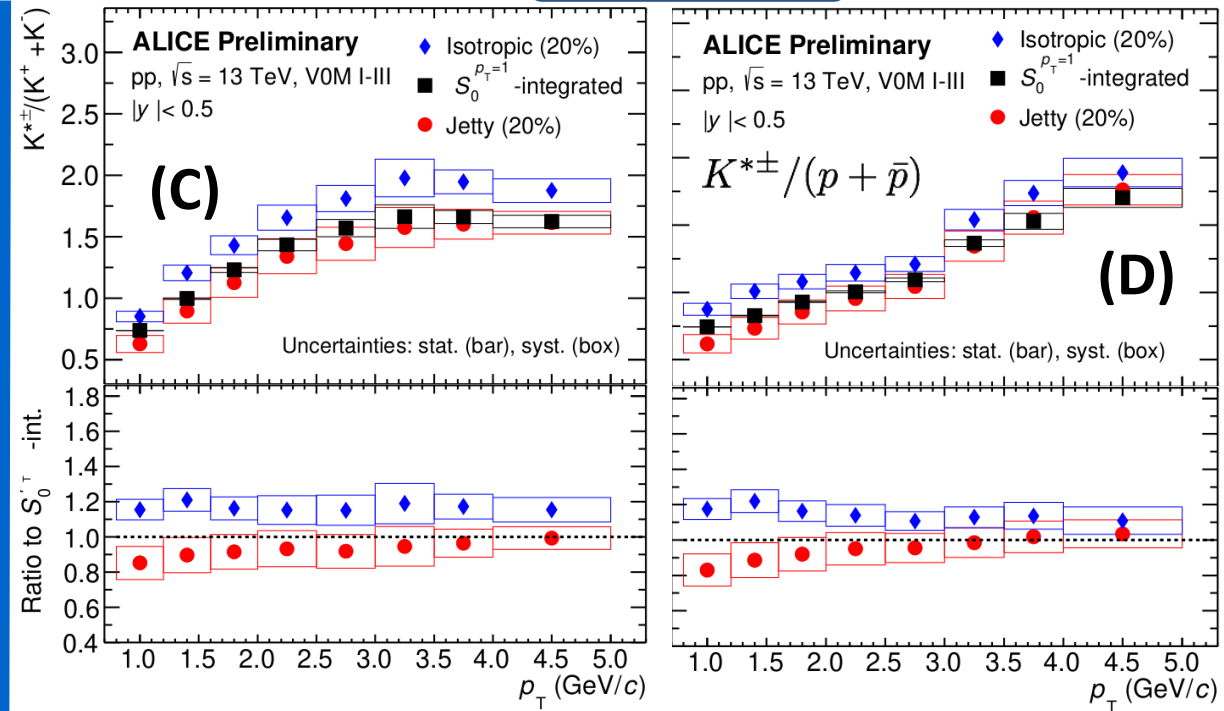 K*±/(K+ +K-)
3.0
2.5
2.0
1.5
1.0
0.5
ALICE Preliminary
pp, √s = 13 TeV, V0M I-III
|y |< 0.5
Isotropic (20%)
S0 pT=1 -integrated
Jetty (20%)
(C)
Uncertainties: stat. (bar), syst. (box)
Ratio to S0 T -int.
1.8
1.6
1.4
1.2
1.0
0.8
0.6
0.4
1.0 1.5 2.0 2.5 3.0 3.5 4.0 4.5 5.0
pT (GeV/c)
ALICE Preliminary
pp, √s = 13 TeV, V0M I-III
|y |< 0.5
Isotropic (20%)
S0 pT=1 -integrated
Jetty (20%)
K*±/(p + p̄)
(D)
Uncertainties: stat. (bar), syst. (box)
1.0 1.5 2.0 2.5 3.0 3.5 4.0 4.5 5.0
pT (GeV/c)